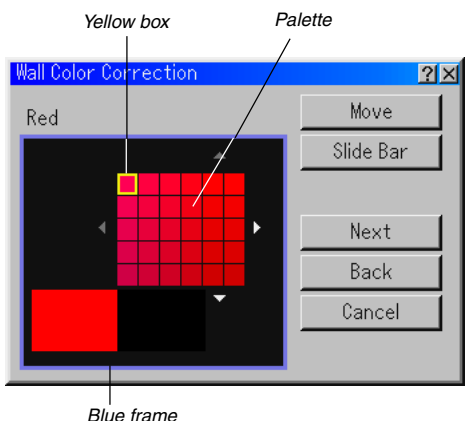 Yellow box
Palette
Wall Color Correction
? ×
Red
Move
Slide Bar
Next
Back
Cancel
Blue frame